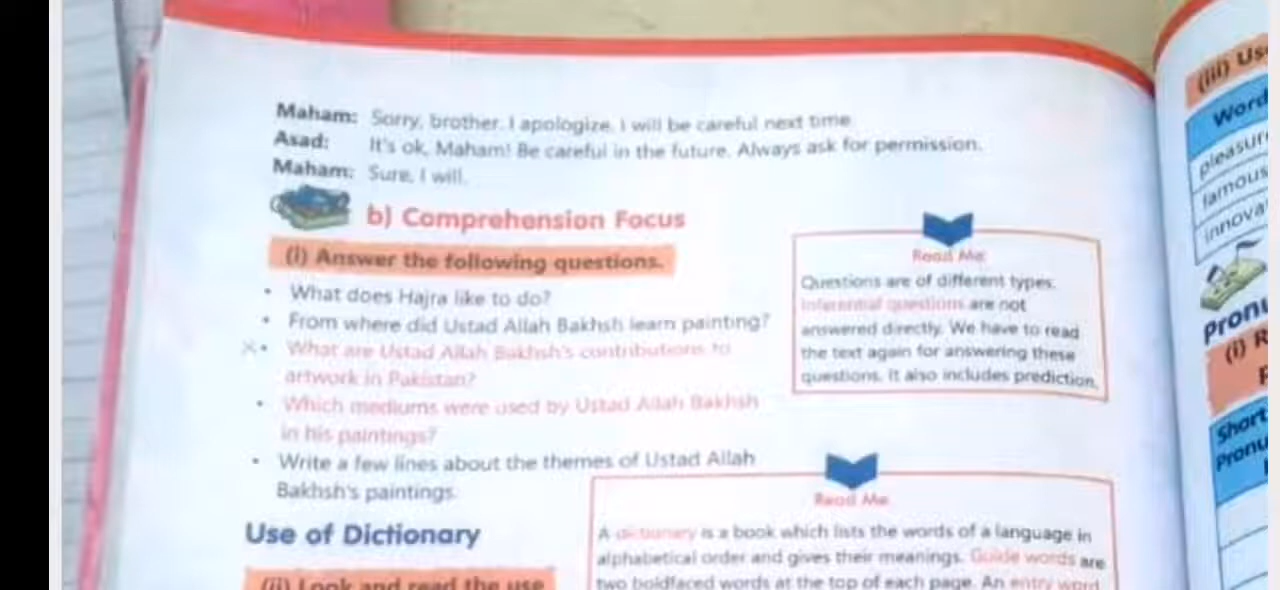 Maham: Sorry, brother. I apologize. I will be careful next time.
Asad: It's ok, Maham! Be careful in the future. Always ask for permission.
Maham: Sure, I will.
b) Comprehension Focus
(i) Answer the following questions.
• What does Hajra like to do?
• From where did Ustad Allah Bakhsh learn painting?
• What are Ustad Allah Bakhsh's contributions to
artwork in Pakistan?
• Which mediums were used by Ustad Allah Bakhsh
in his paintings?
• Write a few lines about the themes of Ustad Allah
Bakhsh's paintings.
Read Me
Questions are of different types.
Inferential questions are not
answered directly. We have to read
the text again for answering these
questions. It also includes prediction.
Use of Dictionary
(ii) Look and read the use
Read Me
A dictionary is a book which lists the words of a language in
alphabetical order and gives their meanings. Guide words are
two boldfaced words at the top of each page. An entry word
(iii)
Word
famous
(i)
Short